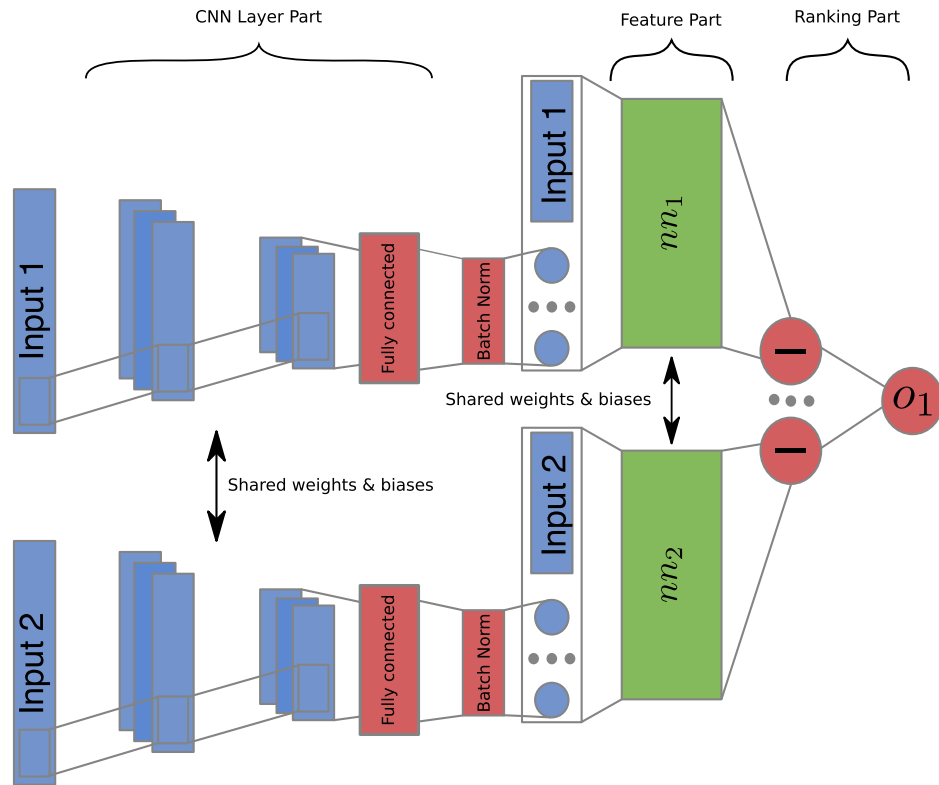 CNN Layer Part
Feature Part
Ranking Part
Input 1
Fully connected
Batch Norm
Input 1
nn₁
−
Shared weights & biases
o₁
−
Shared weights & biases
Input 2
Fully connected
Batch Norm
Input 2
nn₂